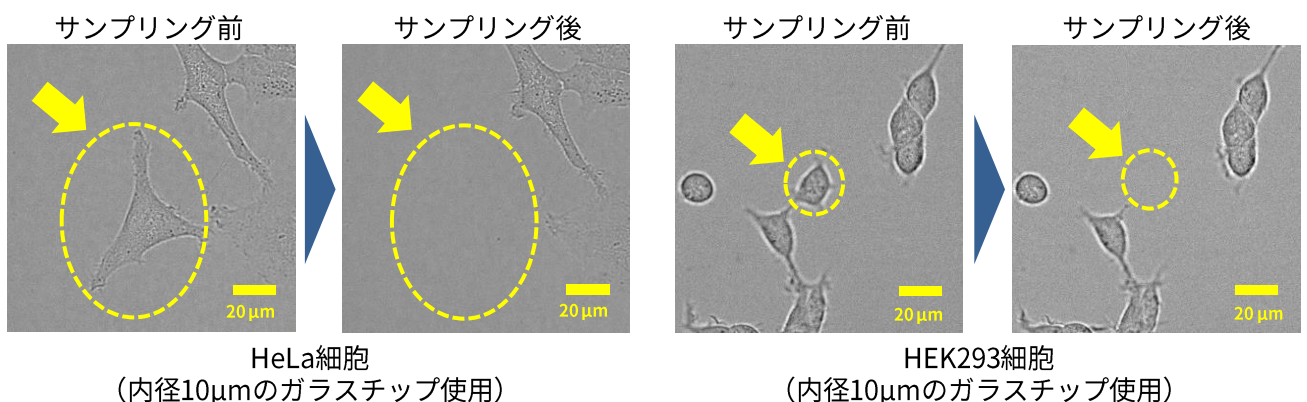 サンプリング前
サンプリング後
サンプリング前
サンプリング後
20 μm
20 μm
20 μm
20 μm
HeLa細胞
（内径10μmのガラスチップ使用）
HEK293細胞
（内径10μmのガラスチップ使用）